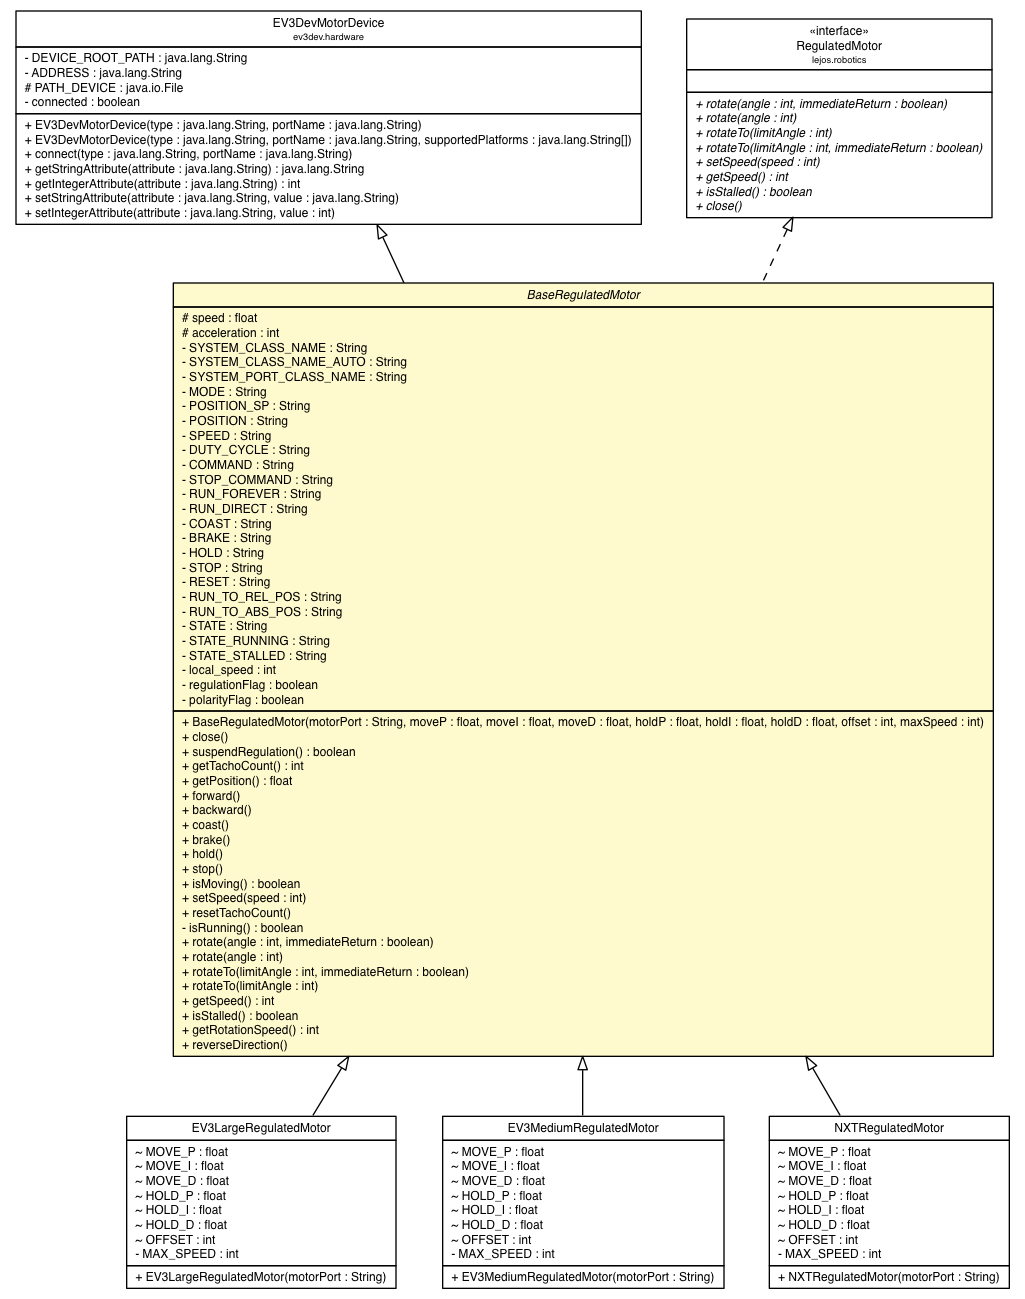 EV3DevMotorDevice
ev3dev.hardware
- DEVICE_ROOT_PATH : java.lang.String
- ADDRESS : java.lang.String
# PATH_DEVICE : java.io.File
- connected : boolean
+ EV3DevMotorDevice(type : java.lang.String, portName : java.lang.String)
+ EV3DevMotorDevice(type : java.lang.String, portName : java.lang.String, supportedPlatforms : java.lang.String[])
+ connect(type : java.lang.String, portName : java.lang.String)
+ getStringAttribute(attribute : java.lang.String) : java.lang.String
+ getIntegerAttribute(attribute : java.lang.String) : int
+ setStringAttribute(attribute : java.lang.String, value : java.lang.String)
+ setIntegerAttribute(attribute : java.lang.String, value : int)
«interface»
RegulatedMotor
lejos.robotics
+ rotate(angle : int, immediateReturn : boolean)
+ rotate(angle : int)
+ rotateTo(limitAngle : int)
+ rotateTo(limitAngle : int, immediateReturn : boolean)
+ setSpeed(speed : int)
+ getSpeed() : int
+ isStalled() : boolean
+ close()
BaseRegulatedMotor
# speed : float
# acceleration : int
- SYSTEM_CLASS_NAME : String
- SYSTEM_CLASS_NAME_AUTO : String
- SYSTEM_PORT_CLASS_NAME : String
- MODE : String
- POSITION_SP : String
- POSITION : String
- SPEED : String
- DUTY_CYCLE : String
- COMMAND : String
- STOP_COMMAND : String
- RUN_FOREVER : String
- RUN_DIRECT : String
- COAST : String
- BRAKE : String
- HOLD : String
- STOP : String
- RESET : String
- RUN_TO_REL_POS : String
- RUN_TO_ABS_POS : String
- STATE : String
- STATE_RUNNING : String
- STATE_STALLED : String
- local_speed : int
- regulationFlag : boolean
- polarityFlag : boolean
+ BaseRegulatedMotor(motorPort : String, moveP : float, moveI : float, moveD : float, holdP : float, holdI : float, holdD : float, offset : int, maxSpeed : int)
+ close()
+ suspendRegulation() : boolean
+ getTachoCount() : int
+ getPosition() : float
+ forward()
+ backward()
+ coast()
+ brake()
+ hold()
+ stop()
+ isMoving() : boolean
+ setSpeed(speed : int)
+ resetTachoCount()
- isRunning() : boolean
+ rotate(angle : int, immediateReturn : boolean)
+ rotate(angle : int)
+ rotateTo(limitAngle : int, immediateReturn : boolean)
+ rotateTo(limitAngle : int)
+ getSpeed() : int
+ isStalled() : boolean
+ getRotationSpeed() : int
+ reverseDirection()
EV3LargeRegulatedMotor
~ MOVE_P : float
~ MOVE_I : float
~ MOVE_D : float
~ HOLD_P : float
~ HOLD_I : float
~ HOLD_D : float
~ OFFSET : int
- MAX_SPEED : int
+ EV3LargeRegulatedMotor(motorPort : String)
EV3MediumRegulatedMotor
~ MOVE_P : float
~ MOVE_I : float
~ MOVE_D : float
~ HOLD_P : float
~ HOLD_I : float
~ HOLD_D : float
~ OFFSET : int
- MAX_SPEED : int
+ EV3MediumRegulatedMotor(motorPort : String)
NXTRegulatedMotor
~ MOVE_P : float
~ MOVE_I : float
~ MOVE_D : float
~ HOLD_P : float
~ HOLD_I : float
~ HOLD_D : float
~ OFFSET : int
- MAX_SPEED : int
+ NXTRegulatedMotor(motorPort : String)